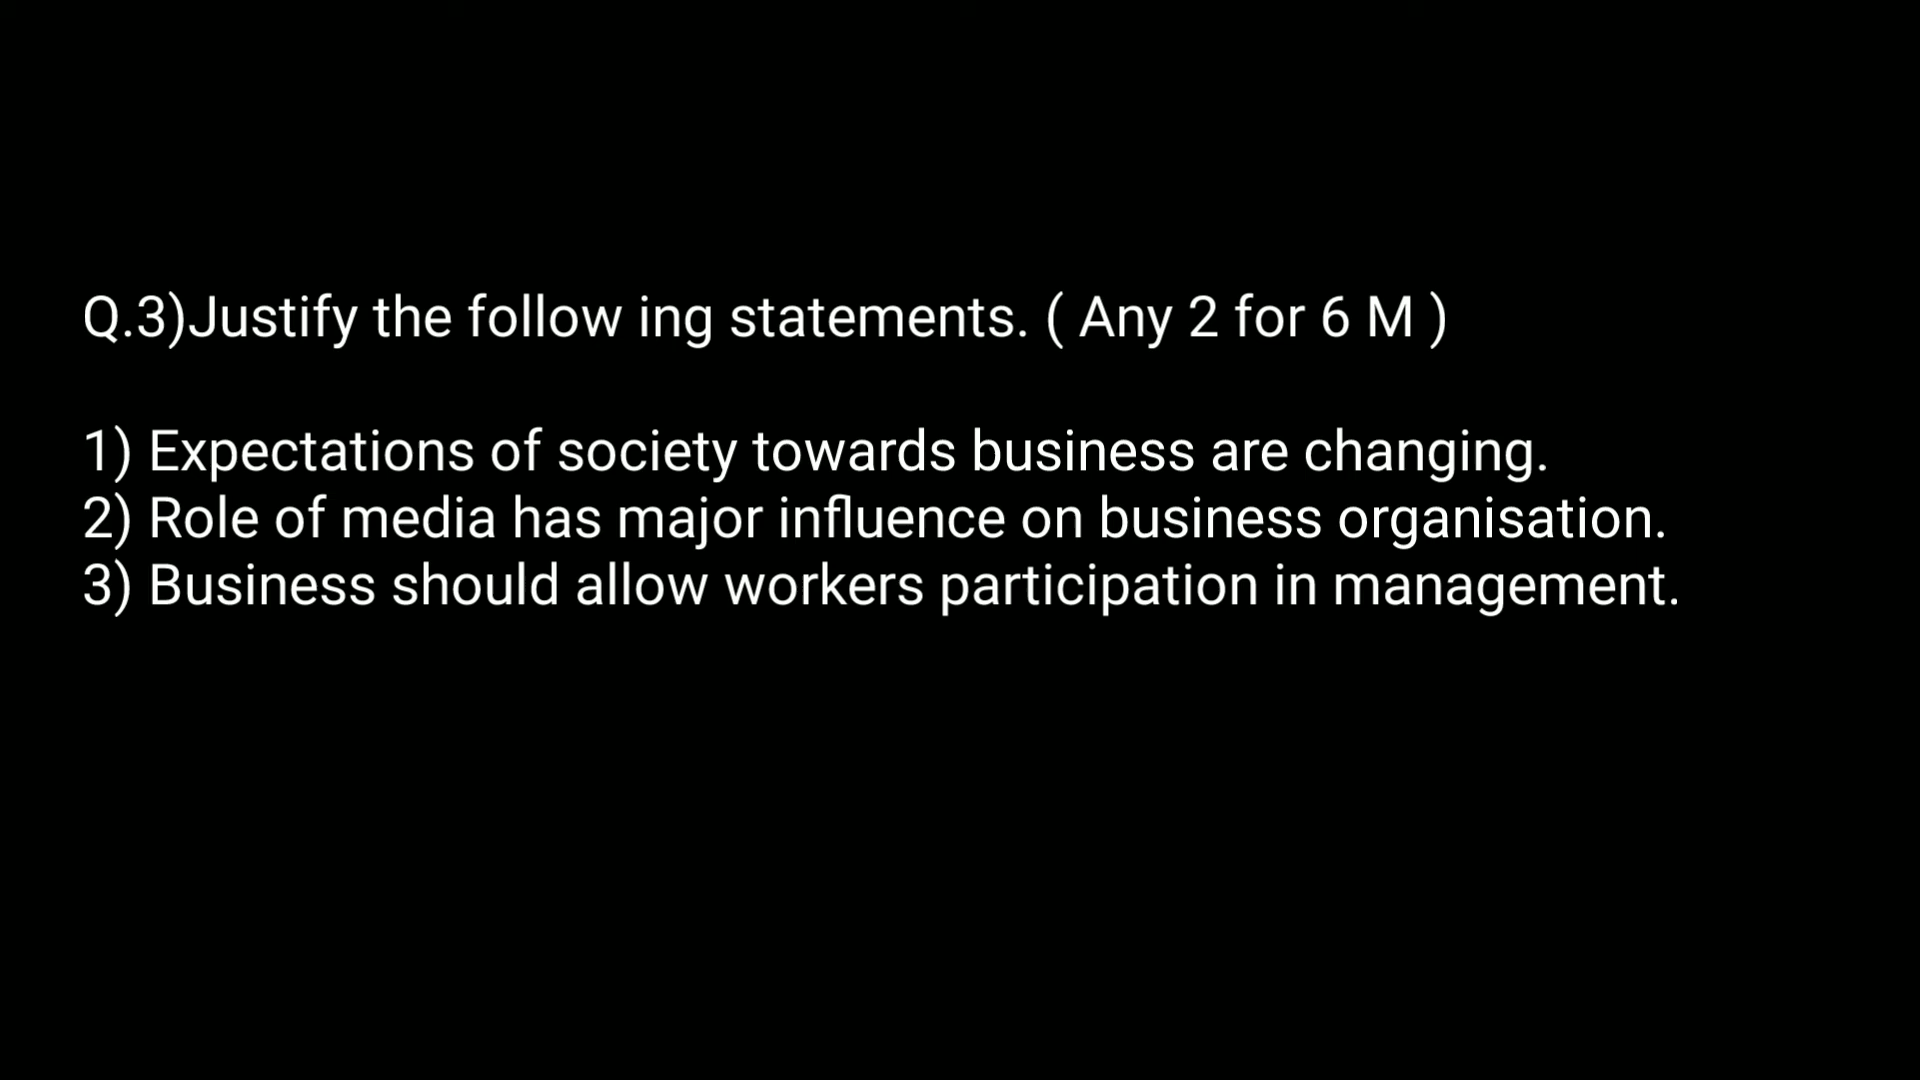 Q.3)Justify the follow ing statements. ( Any 2 for 6 M )
1) Expectations of society towards business are changing.
2) Role of media has major influence on business organisation.
3) Business should allow workers participation in management.